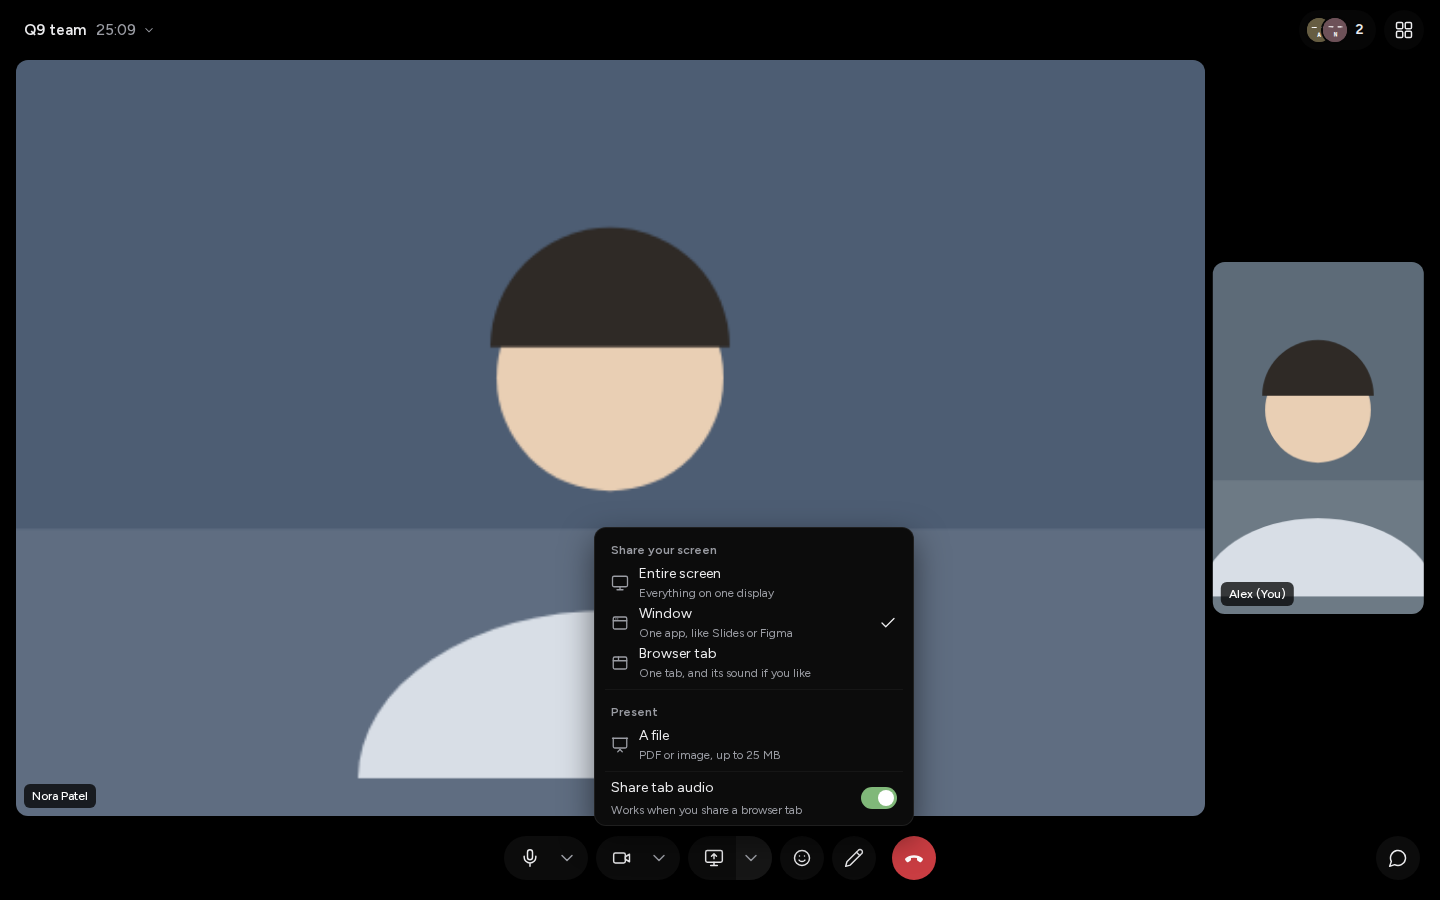 Q9 team 25:09
2
Share your screen
Entire screen
Everything on one display
Window
One app, like Slides or Figma
Browser tab
One tab, and its sound if you like
Present
A file
PDF or image, up to 25 MB
Share tab audio
Works when you share a browser tab
Nora Patel
Alex (You)